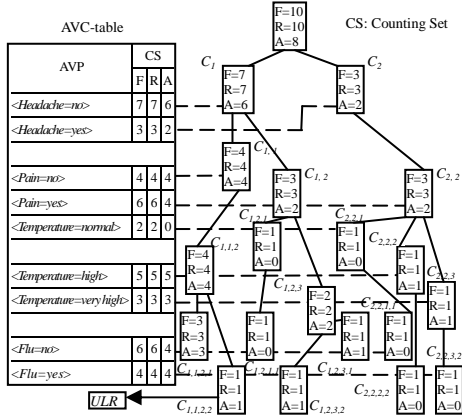 AVC-table
CS: Counting Set
AVP
CS
F R A
<Headache=no> 7 7 6
<Headache=yes> 3 3 2
<Pain=no> 4 4 4
<Pain=yes> 6 6 4
<Temperature=normal> 2 2 0
<Temperature=high> 5 5 5
<Temperature=very high> 3 3 3
<Flu=no> 6 6 4
<Flu=yes> 4 4 4
ULR
F=10
R=10
A=8
C1
F=7
R=7
A=6
C2
F=3
R=3
A=2
C1,1
F=4
R=4
A=4
C1,2
F=3
R=3
A=2
C2,2
F=3
R=3
A=2
C1,1,2
F=4
R=4
A=4
C1,2,1
F=1
R=1
A=0
C1,2,3
F=2
R=2
A=2
C2,2,1
F=1
R=1
A=0
C2,2,2
F=1
R=1
A=1
C2,2,3
F=1
R=1
A=1
C1,1,2,1
F=3
R=3
A=3
C1,2,1,1
F=1
R=1
A=0
C1,2,3,1
F=1
R=1
A=1
C2,2,1,1
F=1
R=1
A=0
C1,1,2,2
F=1
R=1
A=1
C1,2,3,2
F=1
R=1
A=1
C2,2,2,2
F=1
R=1
A=0
C2,2,3,2
F=1
R=1
A=1